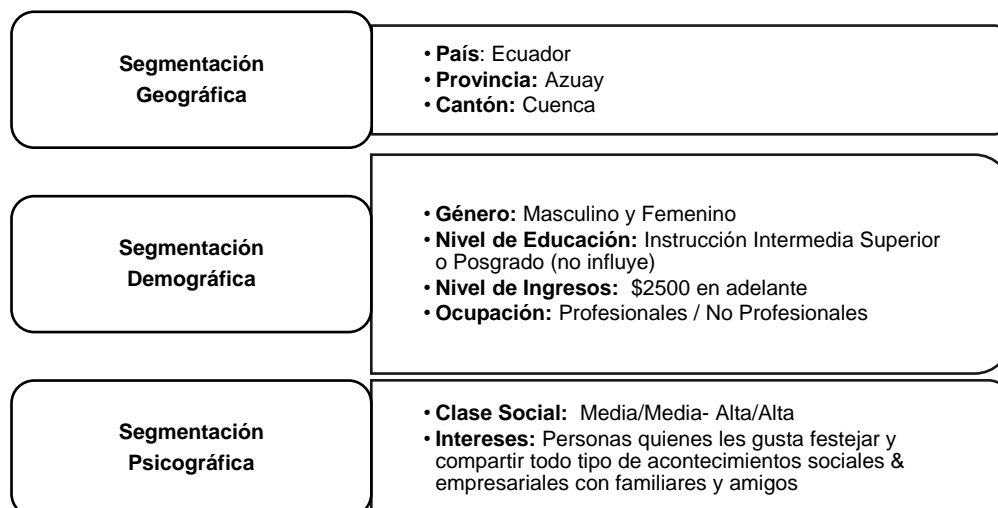 Segmentación
Geográfica
• País: Ecuador
• Provincia: Azuay
• Cantón: Cuenca
Segmentación
Demográfica
• Género: Masculino y Femenino
• Nivel de Educación: Instrucción Intermedia Superior
o Posgrado (no influye)
• Nivel de Ingresos: $2500 en adelante
• Ocupación: Profesionales / No Profesionales
Segmentación
Psicográfica
• Clase Social: Media/Media- Alta/Alta
• Intereses: Personas quienes les gusta festejar y
compartir todo tipo de acontecimientos sociales &
empresariales con familiares y amigos